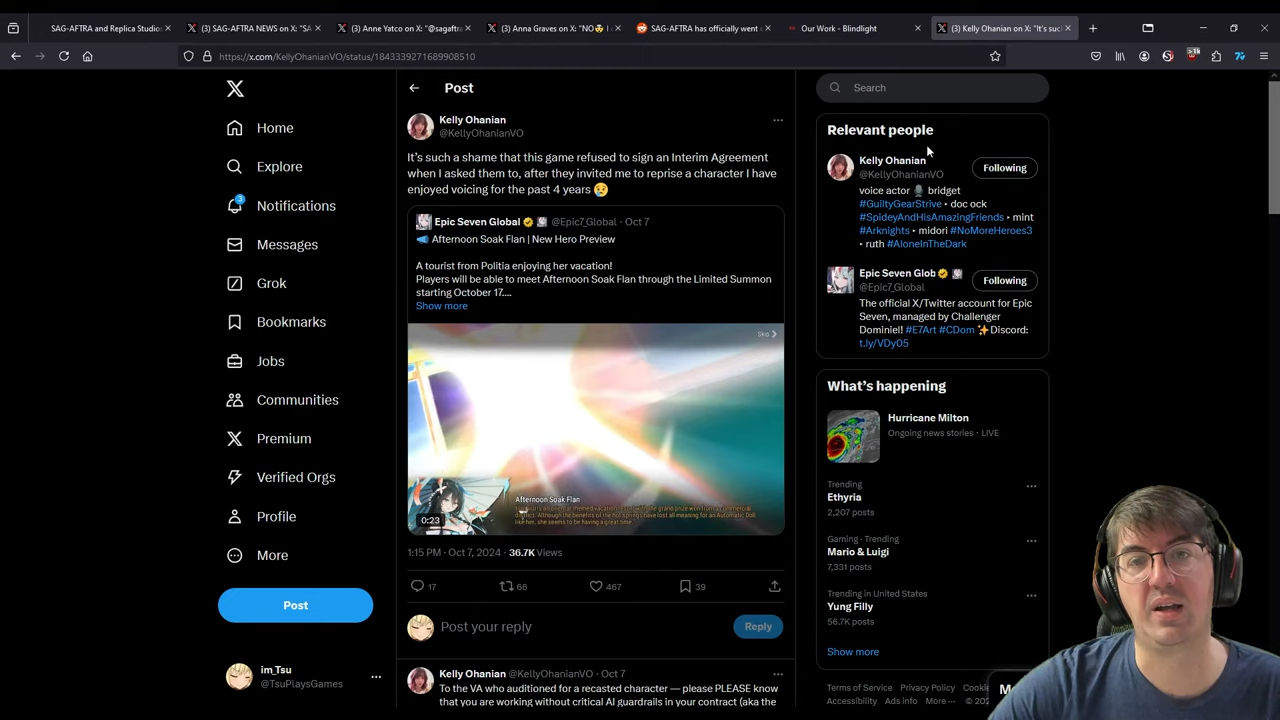 SAG-AFTRA and Replica Studios
(3) SAG-AFTRA NEWS on X: "SA
(3) Anne Yatco on X: "@sagaftra
(3) Anna Graves on X: "NO
I
SAG-AFTRA has officially went
Our Work - Blindlight
(3) Kelly Ohanian on X: "It's suc
https://x.com/KellyOhanianVO/status/1843339271689908510
Home
Explore
3
Notifications
Messages
Grok
Bookmarks
Jobs
Communities
Premium
Verified Orgs
Profile
More
Post
im_Tsu
@TsuPlaysGames
Post
Kelly Ohanian
@KellyOhanianVO
It's such a shame that this game refused to sign an Interim Agreement
when I asked them to, after they invited me to reprise a character I have
enjoyed voicing for the past 4 years 😢
Epic Seven Global @Epic7_Global · Oct 7
Afternoon Soak Flan | New Hero Preview
A tourist from Politia enjoying her vacation!
Players will be able to meet Afternoon Soak Flan through the Limited Summon
starting October 17....
Show more
Skip
Afternoon Soak Flan
0:23
1:15 PM · Oct 7, 2024 · 36.7K Views
17
66
467
39
Post your reply
Reply
Kelly Ohanian @KellyOhanianVO · Oct 7
To the VA who auditioned for a recasted character — please PLEASE know
that you are working without critical AI guardrails in your contract (aka the
Search
Relevant people
Kelly Ohanian
@KellyOhanianVO
Following
voice actor 🎙️ bridget
#GuiltyGearStrive • doc ock
#SpideyAndHisAmazingFriends • mint
#Arknights • midori #NoMoreHeroes3
• ruth #AloneInTheDark
Epic Seven Glob
@Epic7_Global
Following
The official X/Twitter account for Epic
Seven, managed by Challenger
Dominiel! #E7Art #CDom ✨Discord:
t.ly/VDy05
What's happening
Hurricane Milton
Ongoing news stories · LIVE
Trending
Ethyria
2,207 posts
Gaming · Trending
Mario & Luigi
7,331 posts
Trending in United States
Yung Filly
56.7K posts
Show more
Terms of Service Privacy Policy Cookie
Accessibility Ads info More ··· © 202